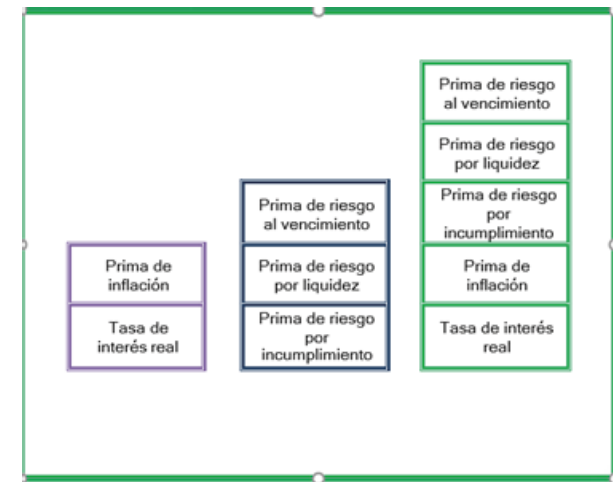 Prima de
inflación
Tasa de
interés real
Prima de riesgo
al vencimiento
Prima de riesgo
por liquidez
Prima de riesgo
por
incumplimiento
Prima de riesgo
al vencimiento
Prima de riesgo
por liquidez
Prima de riesgo
por
incumplimiento
Prima de
inflación
Tasa de interés
real